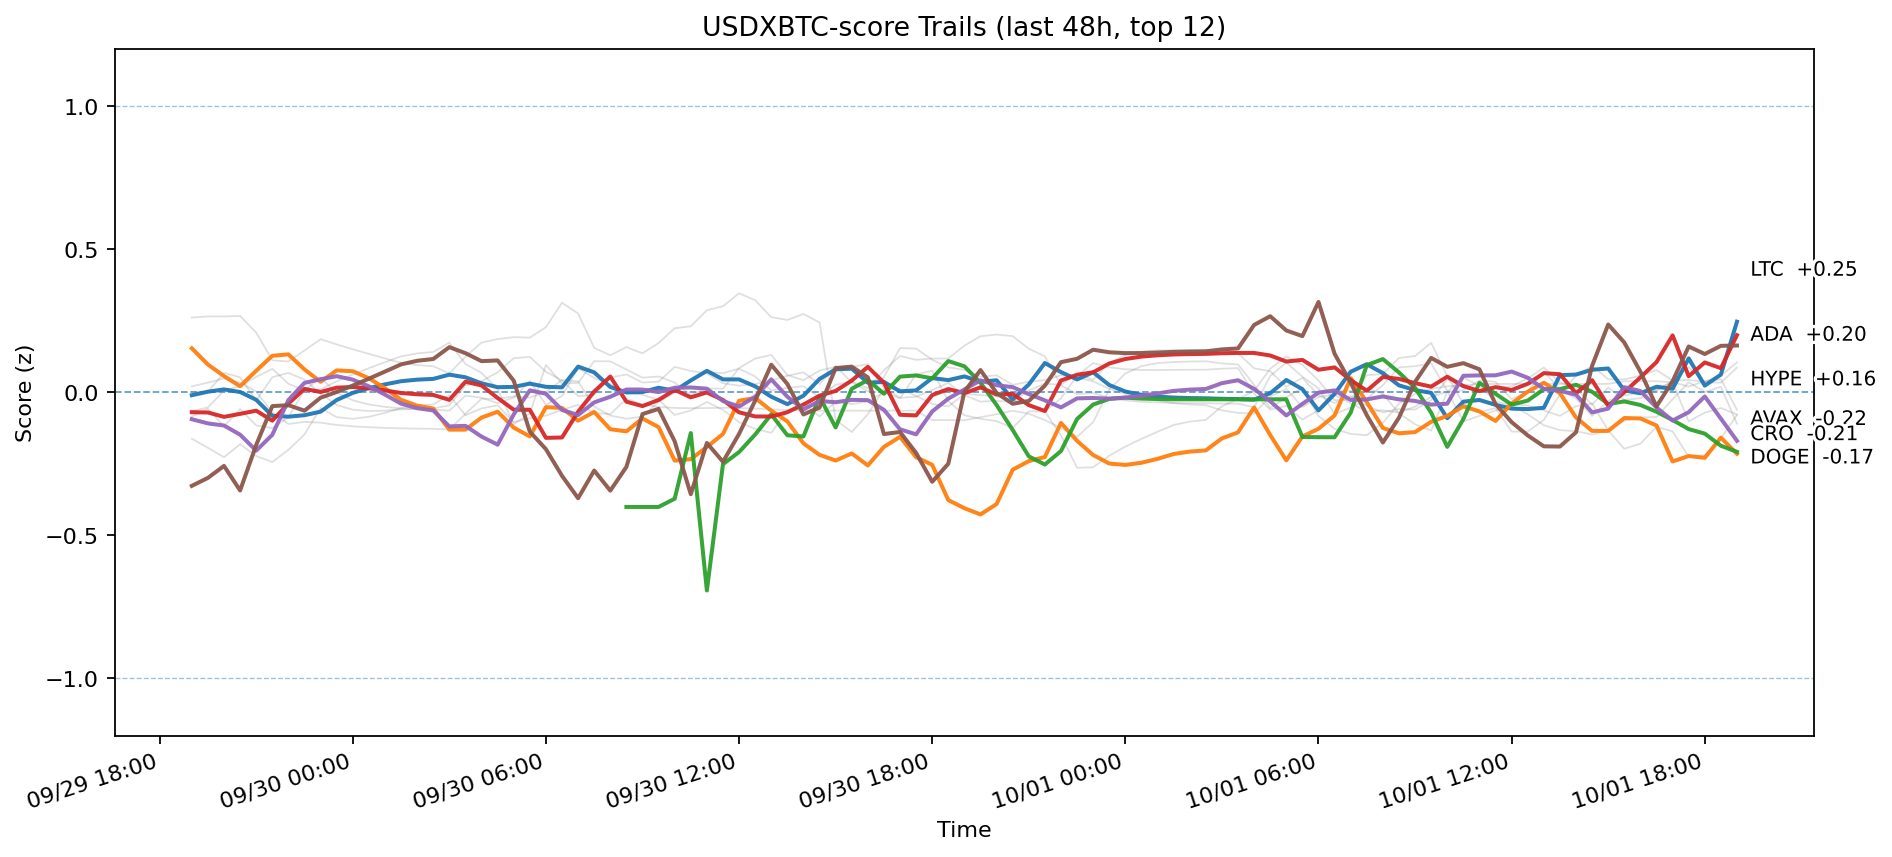 USDXBTC-score Trails (last 48h, top 12)
Score (z)
1.0
0.5
0.0
−0.5
−1.0
LTC +0.25
ADA +0.20
HYPE +0.16
AVAX -0.22
CRO -0.21
DOGE -0.17
09/29 18:00
09/30 00:00
09/30 06:00
09/30 12:00
09/30 18:00
10/01 00:00
10/01 06:00
10/01 12:00
10/01 18:00
Time